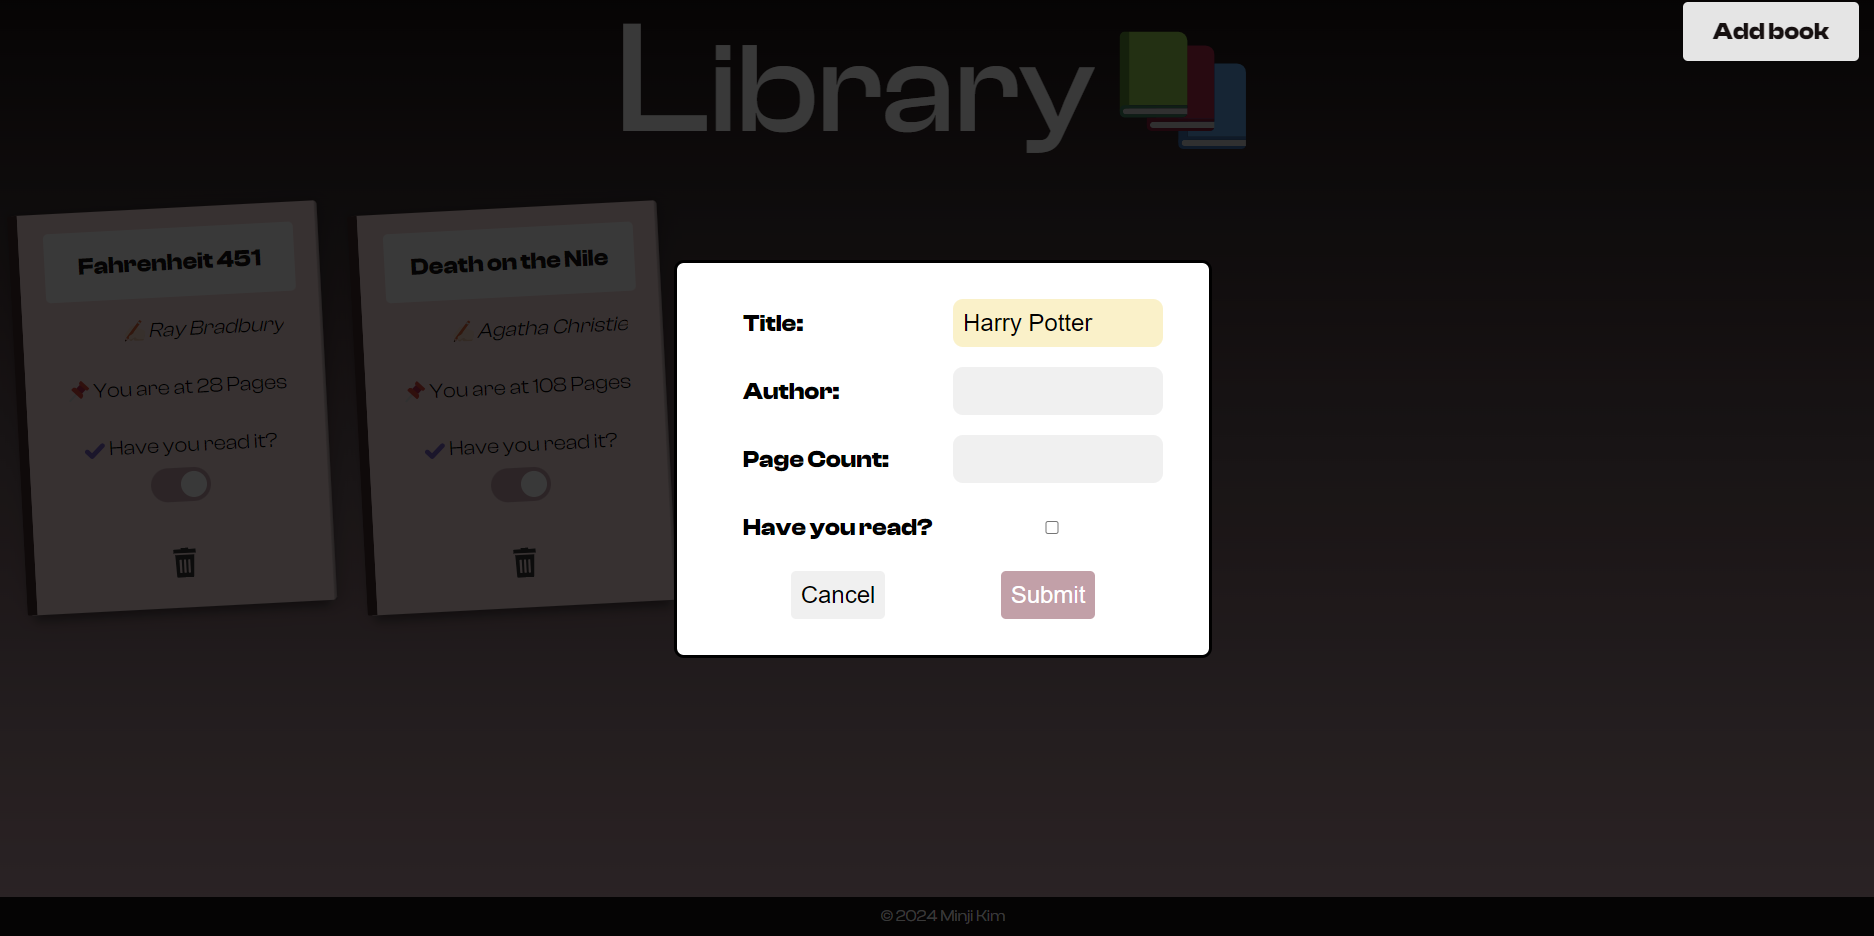 Add book
Library
Fahrenheit 451
Ray Bradbury
You are at 28 Pages
Have you read it?
Death on the Nile
Agatha Christie
You are at 108 Pages
Have you read it?
Title:
Harry Potter
Author:
Page Count:
Have you read?
Cancel
Submit
© 2024 Minji Kim